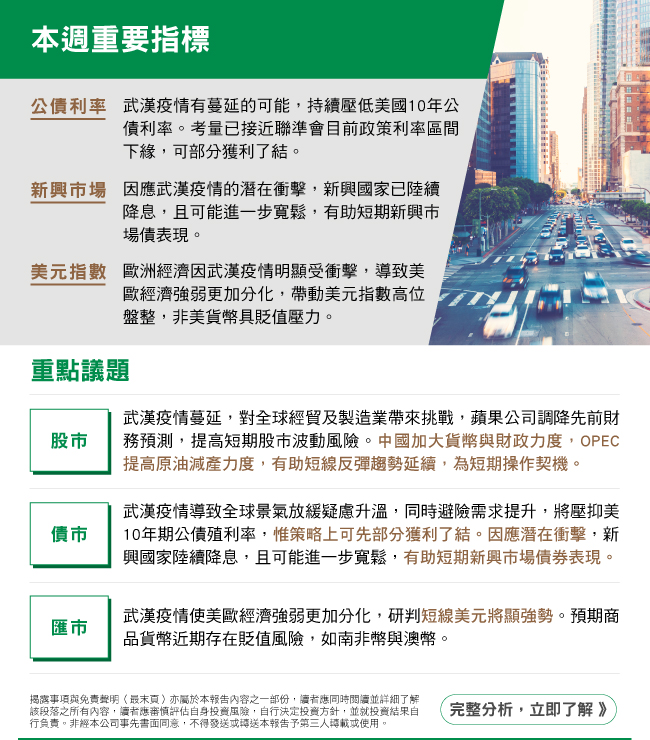 本週重要指標
公債利率
武漢疫情有蔓延的可能，持續壓低美國10年公
債利率。考量已接近聯準會目前政策利率區間
下緣，可部分獲利了結。
新興市場
因應武漢疫情的潛在衝擊，新興國家已陸續
降息，且可能進一步寬鬆，有助短期新興市
場債表現。
美元指數
歐洲經濟因武漢疫情明顯受衝擊，導致美
歐經濟強弱更加分化，帶動美元指數高位
盤整，非美貨幣具貶值壓力。
重點議題
股市
武漢疫情蔓延，對全球經貿及製造業帶來挑戰，蘋果公司調降先前財
務預測，提高短期股市波動風險。中國加大貨幣與財政力度，OPEC
提高原油減產力度，有助短線反彈趨勢延續，為短期操作契機。
債市
武漢疫情導致全球景氣放緩疑慮升溫，同時避險需求提升，將壓抑美
10年期公債殖利率，惟策略上可先部分獲利了結。因應潛在衝擊，新
興國家陸續降息，且可能進一步寬鬆，有助短期新興市場債券表現。
匯市
武漢疫情使美歐經濟強弱更加分化，研判短線美元將顯強勢。預期商
品貨幣近期存在貶值風險，如南非幣與澳幣。
揭露事項與免責聲明〈最末頁〉亦屬於本報告內容之一部份，讀者應同時閱讀並詳細了解
該段落之所有內容，讀者應審慎評估自身投資風險，自行決定投資方針，並就投資結果自
行負責。非經本公司事先書面同意，不得發送或轉送本報告予第三人轉載或使用。
完整分析，立即了解 》